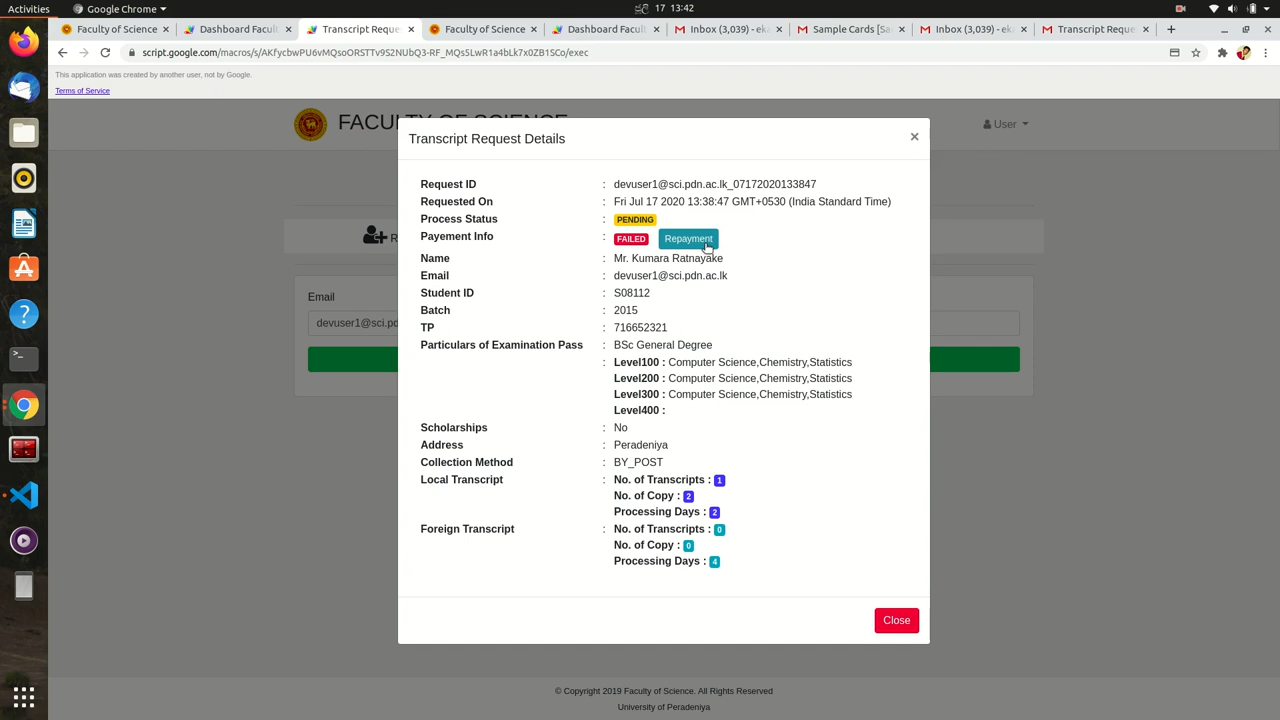 Activities
Google Chrome
17 13:42
Faculty of Science
Dashboard Facul
Transcript Reque
Faculty of Science
Dashboard Facul
Inbox (3,039) - ek
Sample Cards [Sa
Inbox (3,039) - ek
Transcript Reque
script.google.com/macros/s/AKfycbwPU6vMQsoORSTTv9S2NUbQ3-RF_MQs5LwR1a4bLk7x0ZB1SCo/exec
This application was created by another user, not by Google.
Terms of Service
FACULTY OF SCIENCE
User
Transcript Request Details
×
Request ID : devuser1@sci.pdn.ac.lk_07172020133847
Requested On : Fri Jul 17 2020 13:38:47 GMT+0530 (India Standard Time)
Process Status : PENDING
Payement Info : FAILED Repayment
Name : Mr. Kumara Ratnayake
Email : devuser1@sci.pdn.ac.lk
Student ID : S08112
Batch : 2015
TP : 716652321
Particulars of Examination Pass : BSc General Degree
: Level100 : Computer Science,Chemistry,Statistics
Level200 : Computer Science,Chemistry,Statistics
Level300 : Computer Science,Chemistry,Statistics
Level400 :
Scholarships : No
Address : Peradeniya
Collection Method : BY_POST
Local Transcript : No. of Transcripts : 1
No. of Copy : 2
Processing Days : 2
Foreign Transcript : No. of Transcripts : 0
No. of Copy : 0
Processing Days : 4
Close
R
Email
devuser1@sci.pd
© Copyright 2019 Faculty of Science. All Rights Reserved
University of Peradeniya